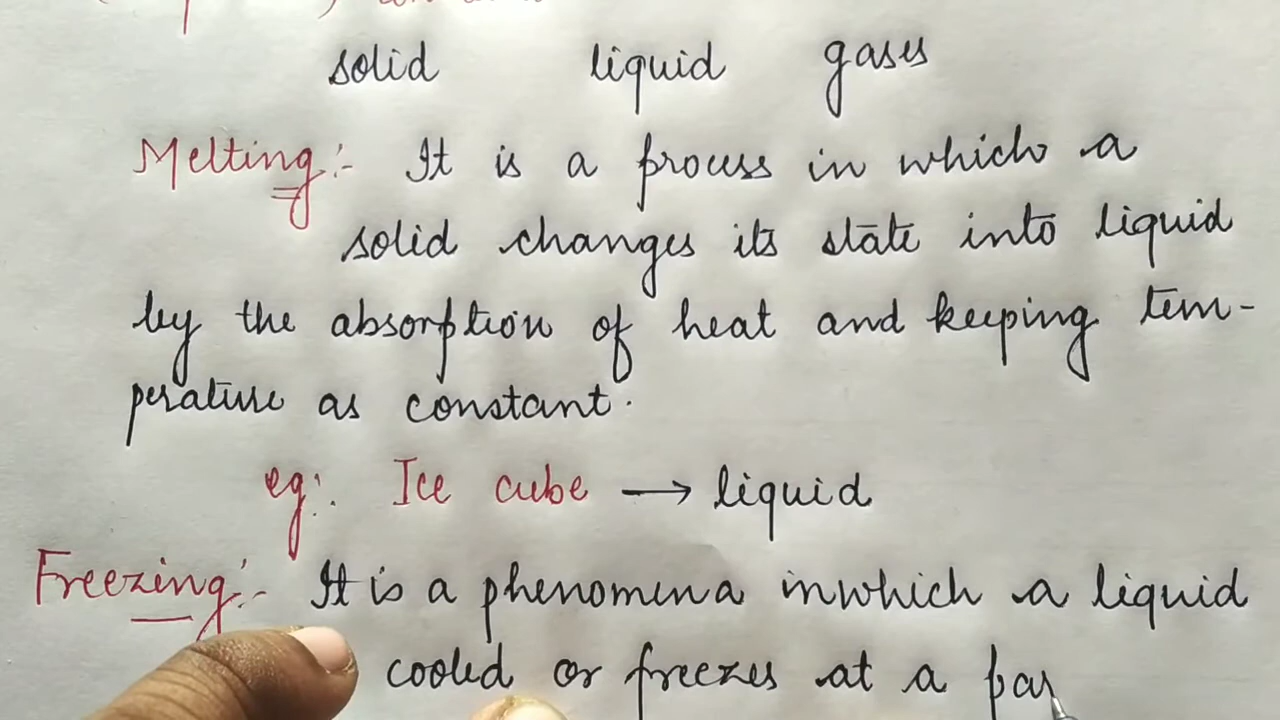 solid liquid gases
Melting:- It is a process in which a
solid changes its state into liquid
by the absorption of heat and keeping tem-
perature as constant.
eg:. Ice cube → liquid
Freezing:- It is a phenomena inwhich a liquid
cooled or freezes at a par